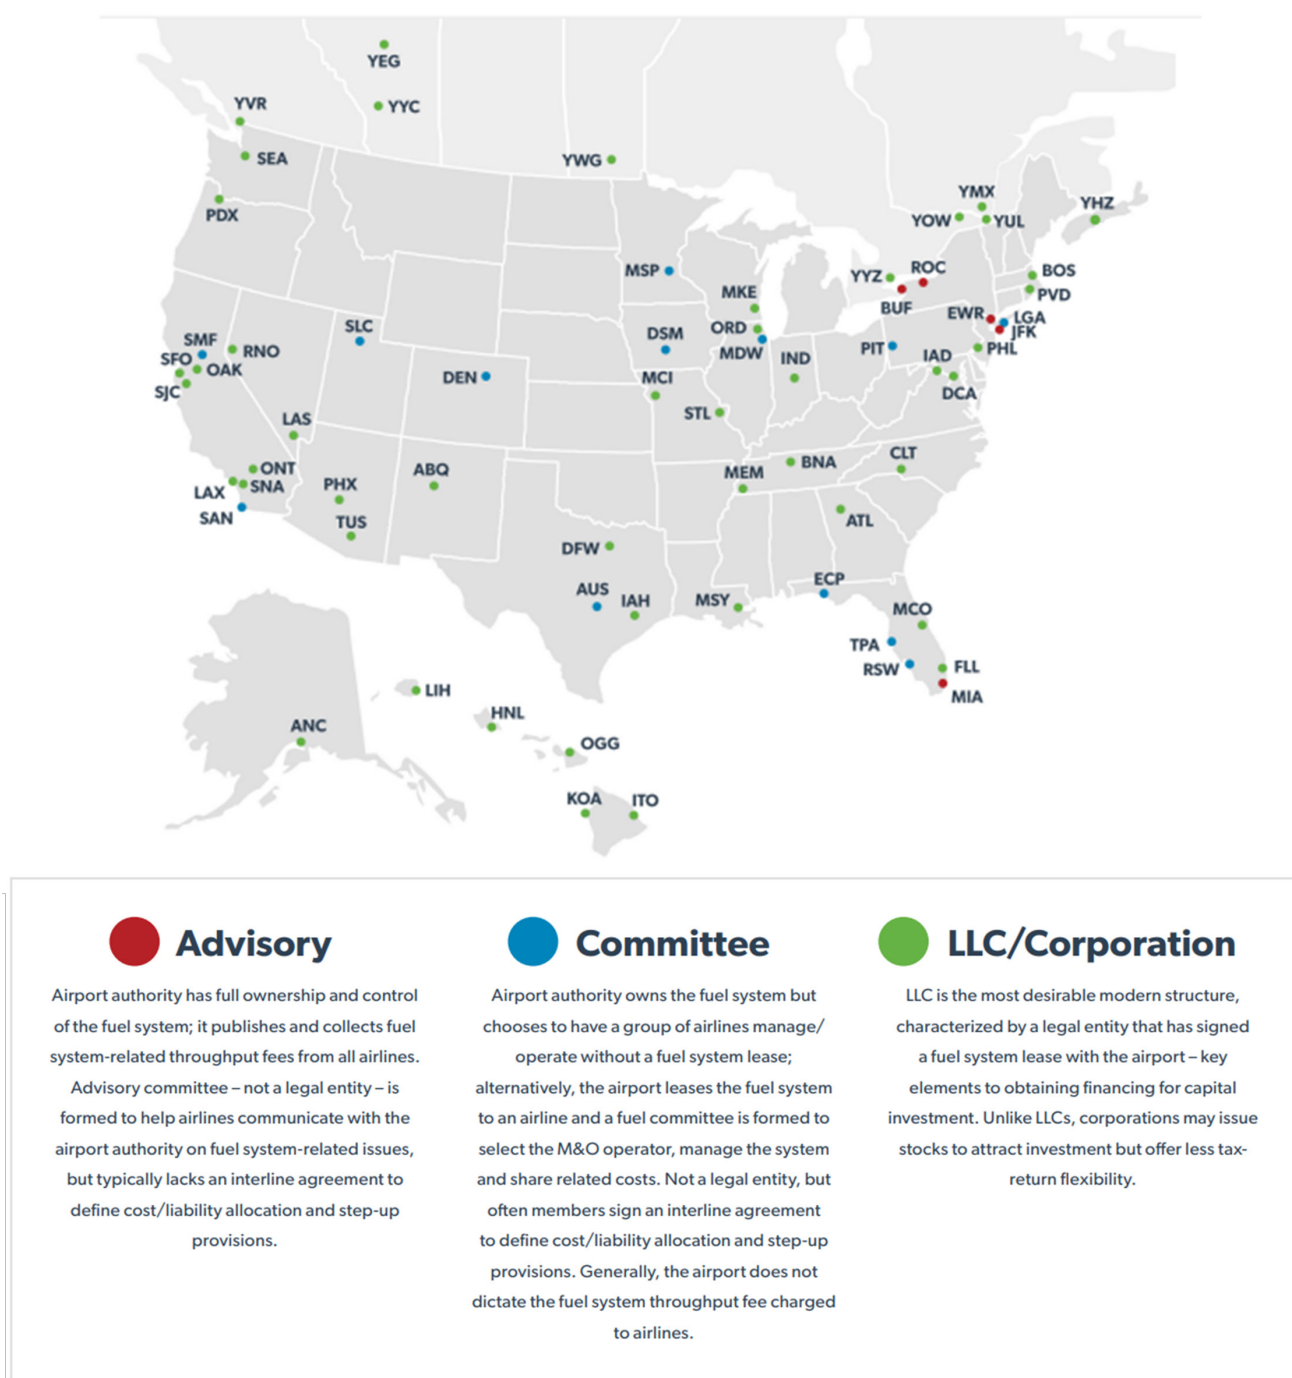 YEG
YYC
YVR
SEA
YWG
PDX
YMX
YHZ
YOW
YUL
MSP
YYZ
ROC
BOS
MKE
PVD
BUF
EWR
LGA
SLC
DSM
ORD
JFK
SMF
RNO
MDW
PIT
PHL
SFO
OAK
IND
IAD
DEN
MCI
SJC
DCA
LAS
STL
CLT
ONT
ABQ
BNA
MEM
LAX
SNA
PHX
SAN
TUS
ATL
DFW
ECP
AUS
IAH
MSY
MCO
TPA
RSW
FLL
LIH
MIA
HNL
ANC
OGG
KOA
ITO
Advisory
Airport authority has full ownership and control
of the fuel system; it publishes and collects fuel
system-related throughput fees from all airlines.
Advisory committee – not a legal entity – is
formed to help airlines communicate with the
airport authority on fuel system-related issues,
but typically lacks an interline agreement to
define cost/liability allocation and step-up
provisions.
Committee
Airport authority owns the fuel system but
chooses to have a group of airlines manage/
operate without a fuel system lease;
alternatively, the airport leases the fuel system
to an airline and a fuel committee is formed to
select the M&O operator, manage the system
and share related costs. Not a legal entity, but
often members sign an interline agreement
to define cost/liability allocation and step-up
provisions. Generally, the airport does not
dictate the fuel system throughput fee charged
to airlines.
LLC/Corporation
LLC is the most desirable modern structure,
characterized by a legal entity that has signed
a fuel system lease with the airport – key
elements to obtaining financing for capital
investment. Unlike LLCs, corporations may issue
stocks to attract investment but offer less tax-
return flexibility.